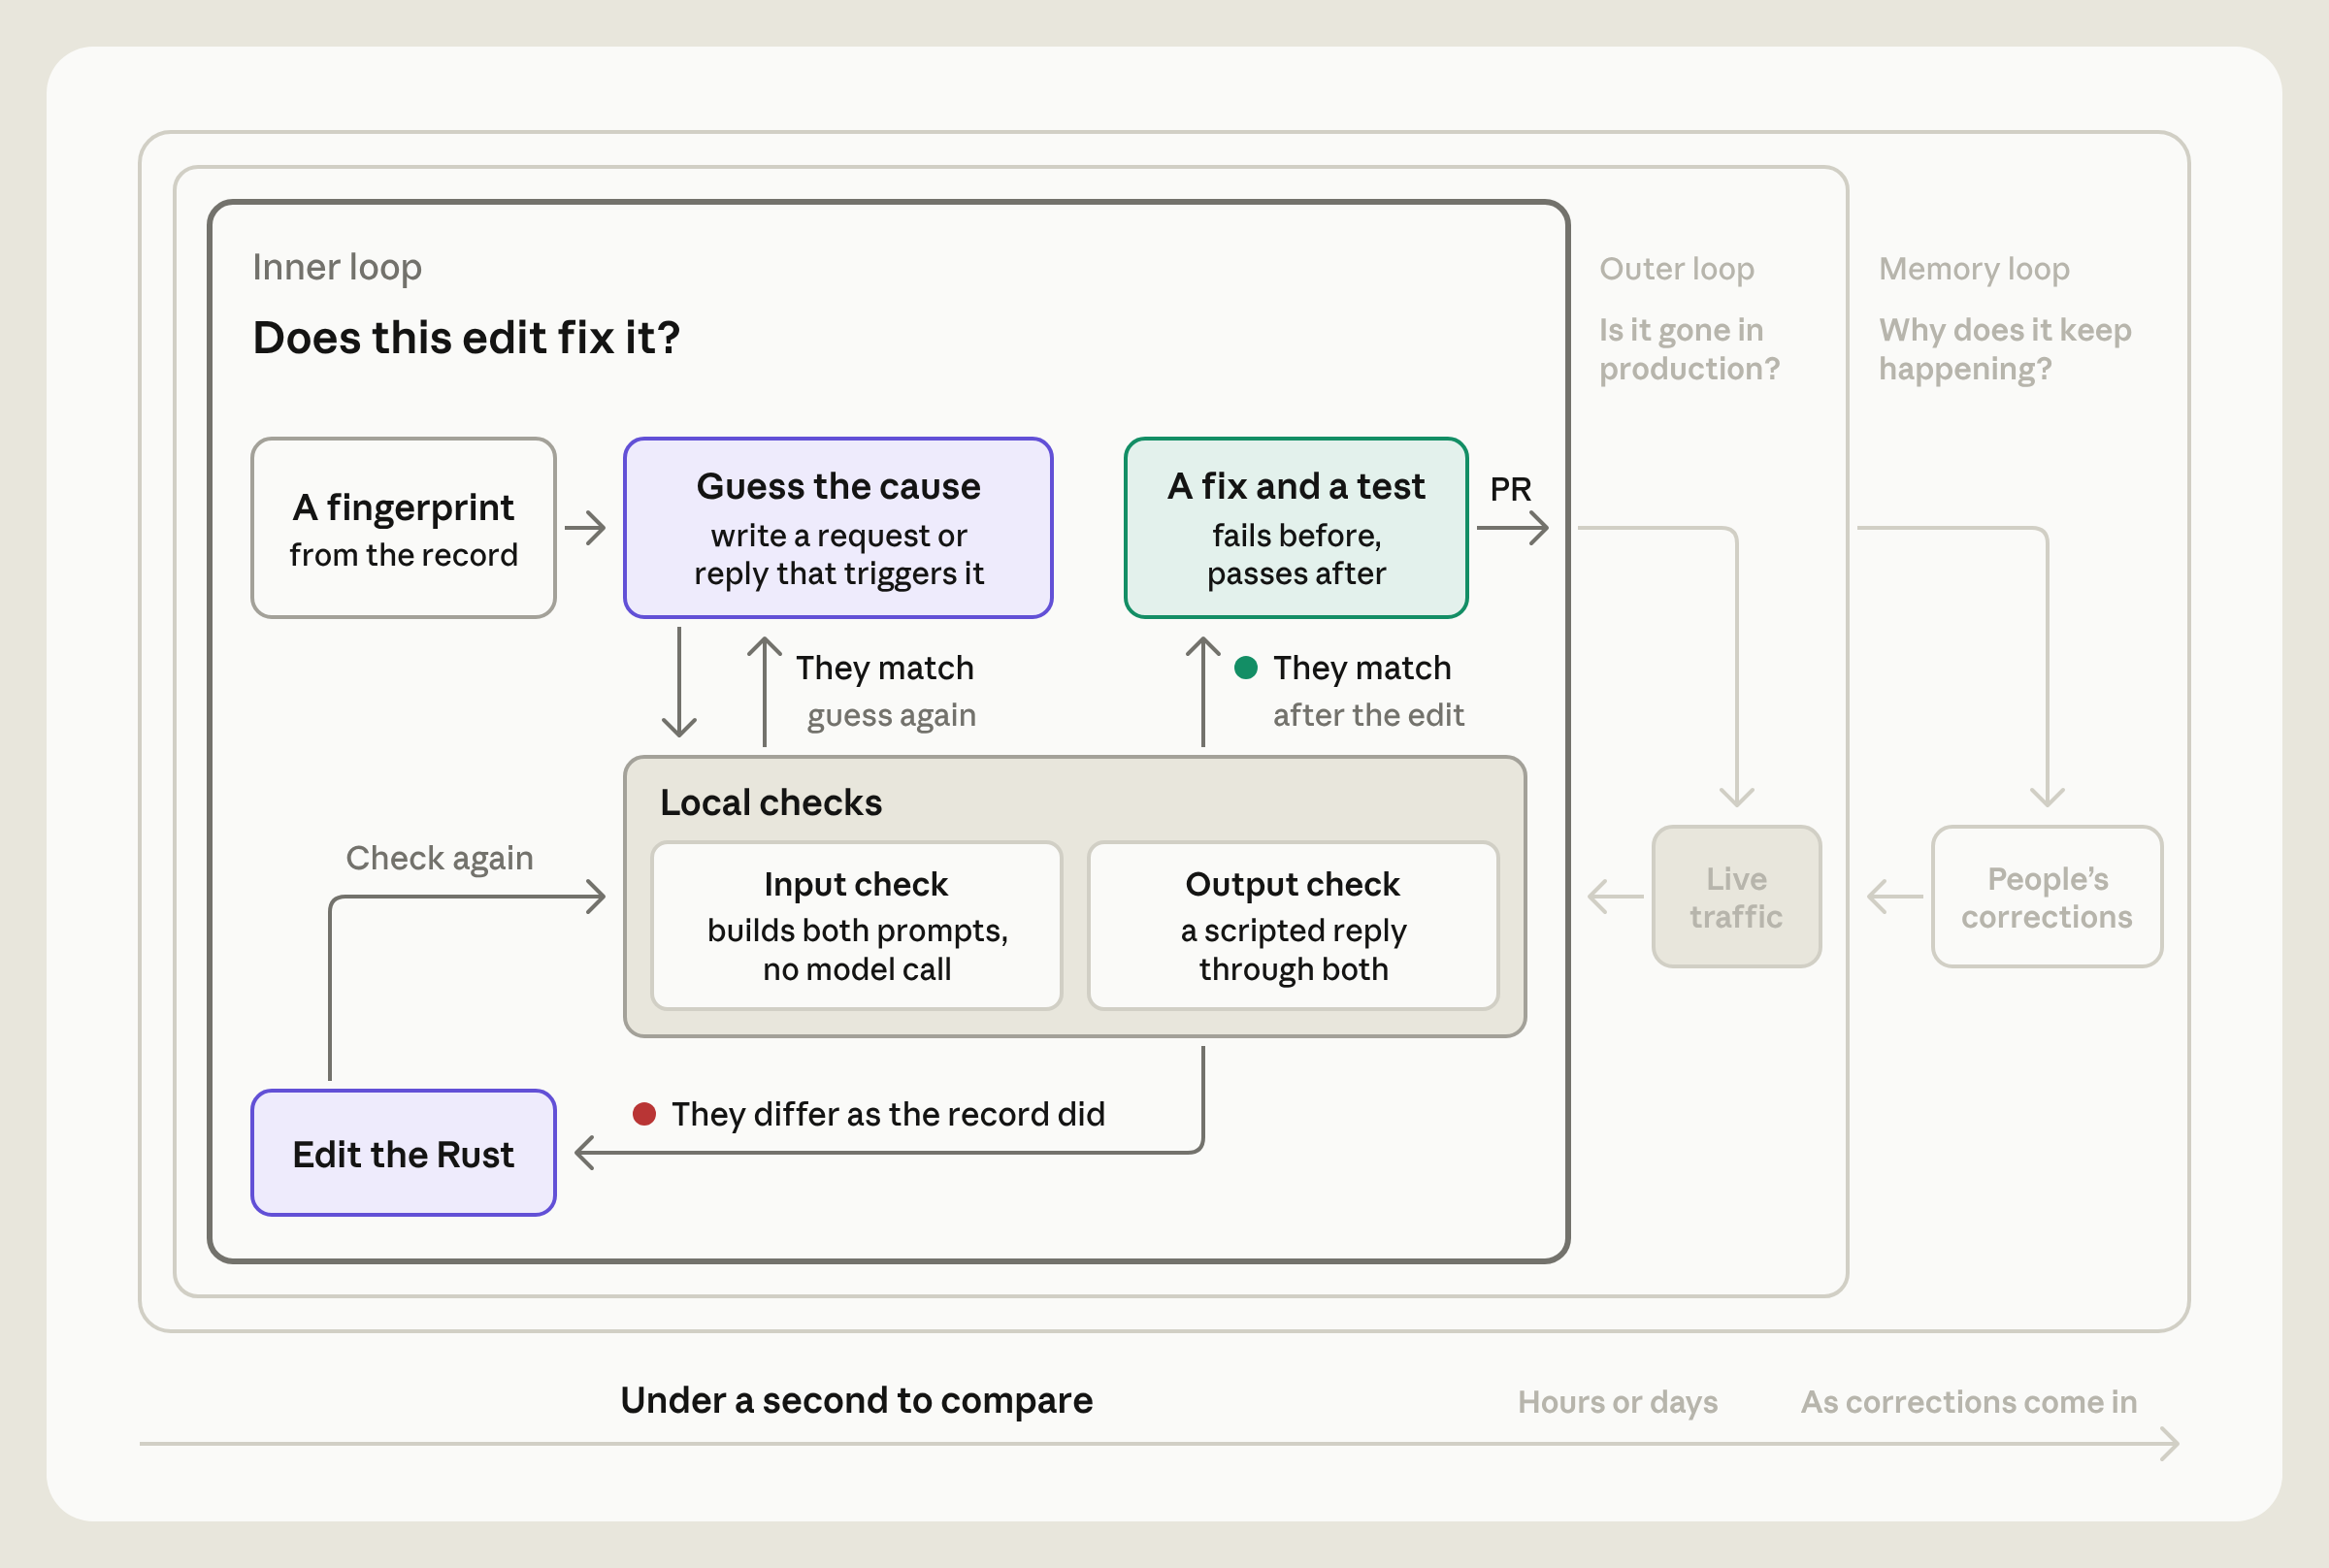 Inner loop
Does this edit fix it?
Outer loop
Is it gone in
production?
Memory loop
Why does it keep
happening?
A fingerprint
from the record
Guess the cause
write a request or
reply that triggers it
A fix and a test
fails before,
passes after
PR
They match
guess again
They match
after the edit
Local checks
Input check
builds both prompts,
no model call
Output check
a scripted reply
through both
Check again
Live
traffic
People’s
corrections
They differ as the record did
Edit the Rust
Under a second to compare
Hours or days
As corrections come in